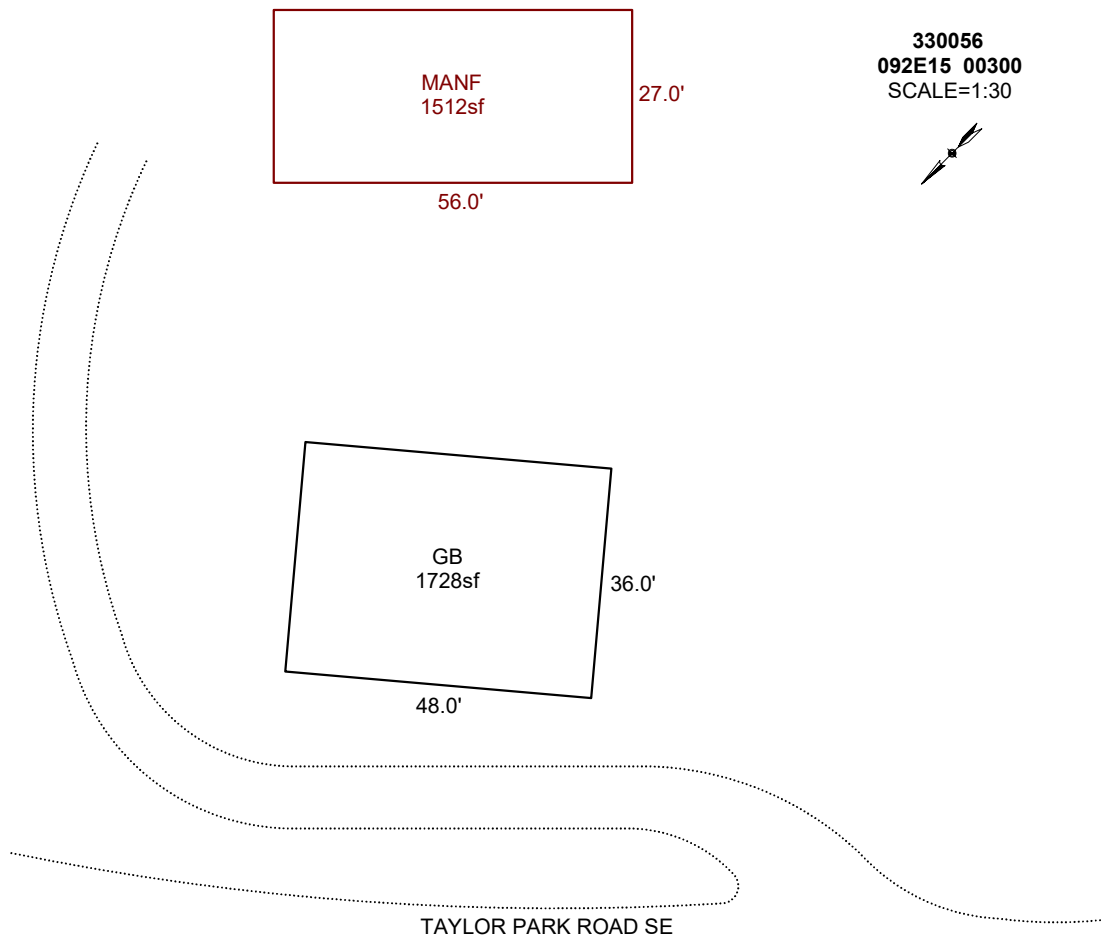 330056
092E15 00300
SCALE=1:30
MANF
1512sf
27.0'
56.0'
GB
1728sf
36.0'
48.0'
TAYLOR PARK ROAD SE